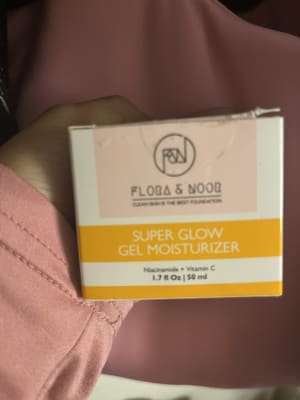 F&N
FLORA & NOOR
CLEAN SKIN IS THE BEST FOUNDATION
SUPER GLOW
GEL MOISTURIZER
Niacinamide + Vitamin C
1.7 fl Oz | 50 ml